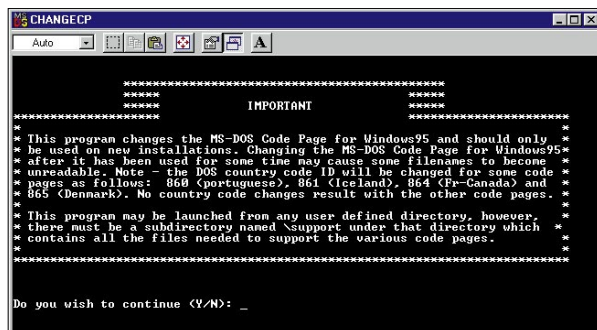 CHANGECP
Auto
A
**********************************************
***** *****
***** IMPORTANT *****
********************* ***********************
* *
* This program changes the MS-DOS Code Page for Windows95 and should only *
* be used on new installations. Changing the MS-DOS Code Page for Windows95*
* after it has been used for some time may cause some filenames to become *
* unreadable. Note - the DOS country code ID will be changed for some code *
* pages as follows: 860 (portuguese), 861 (Iceland), 864 (Fr-Canada) and *
* 865 (Denmark). No country code changes result with the other code pages. *
* *
* This program may be launched from any user defined directory, however, *
* there must be a subdirectory named \support under that directory which *
* contains all the files needed to support the various code pages. *
* *
*******************************************************************************
Do you wish to continue (Y/N): _